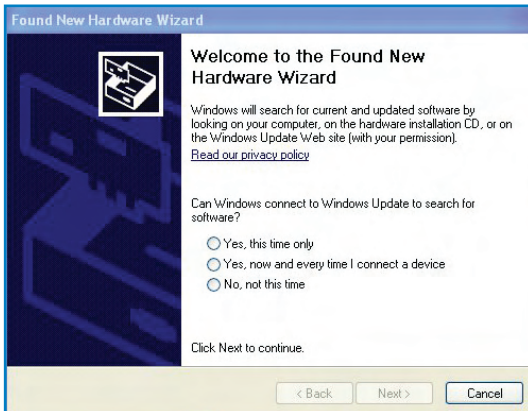 Found New Hardware Wizard
Welcome to the Found New
Hardware Wizard
Windows will search for current and updated software by
looking on your computer, on the hardware installation CD, or on
the Windows Update Web site (with your permission).
Read our privacy policy
Can Windows connect to Windows Update to search for
software?
Yes, this time only
Yes, now and every time I connect a device
No, not this time
Click Next to continue.
< Back Next > Cancel